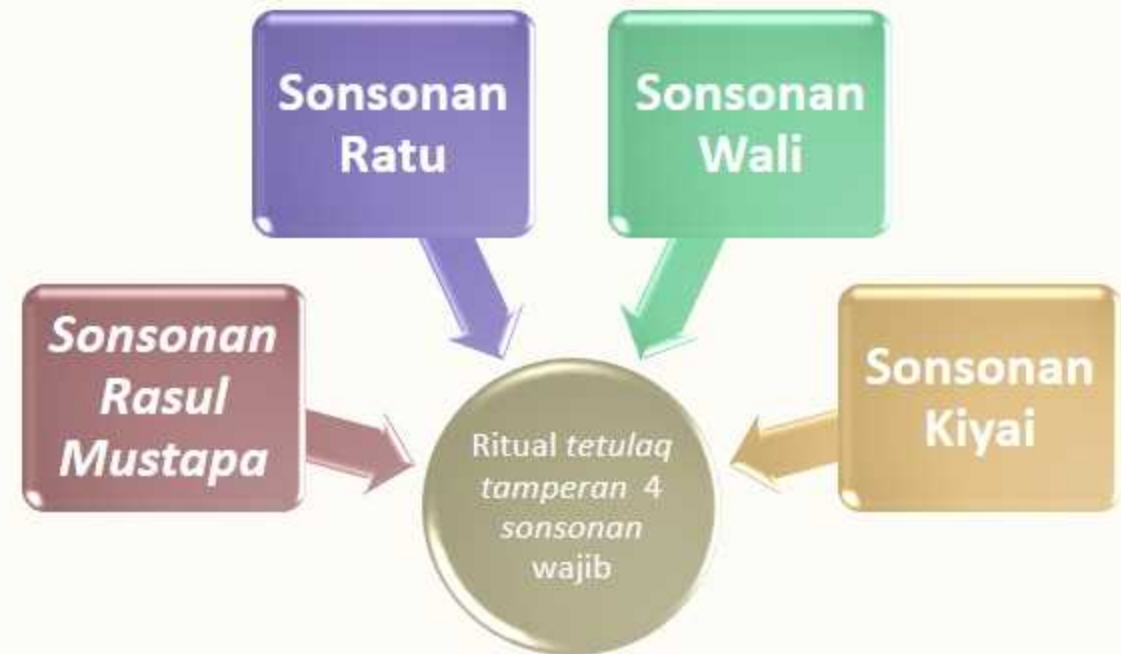 Sonsonan
Ratu
Sonsonan
Wali
Sonsonan
Rasul
Mustapa
Sonsonan
Kiyai
Ritual tetulaq
tamperan 4
sonsonan
wajib